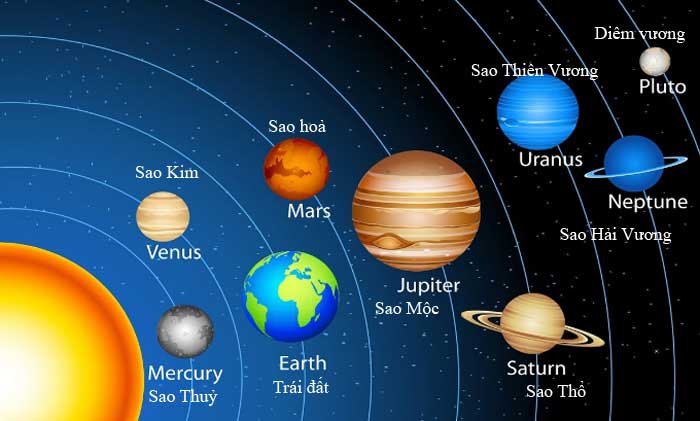 Diêm vương
Pluto
Sao Thiên Vương
Uranus
Neptune
Sao Hải Vương
Sao hoả
Mars
Sao Kim
Venus
Jupiter
Sao Mộc
Mercury
Sao Thuỷ
Earth
Trái đất
Saturn
Sao Thổ